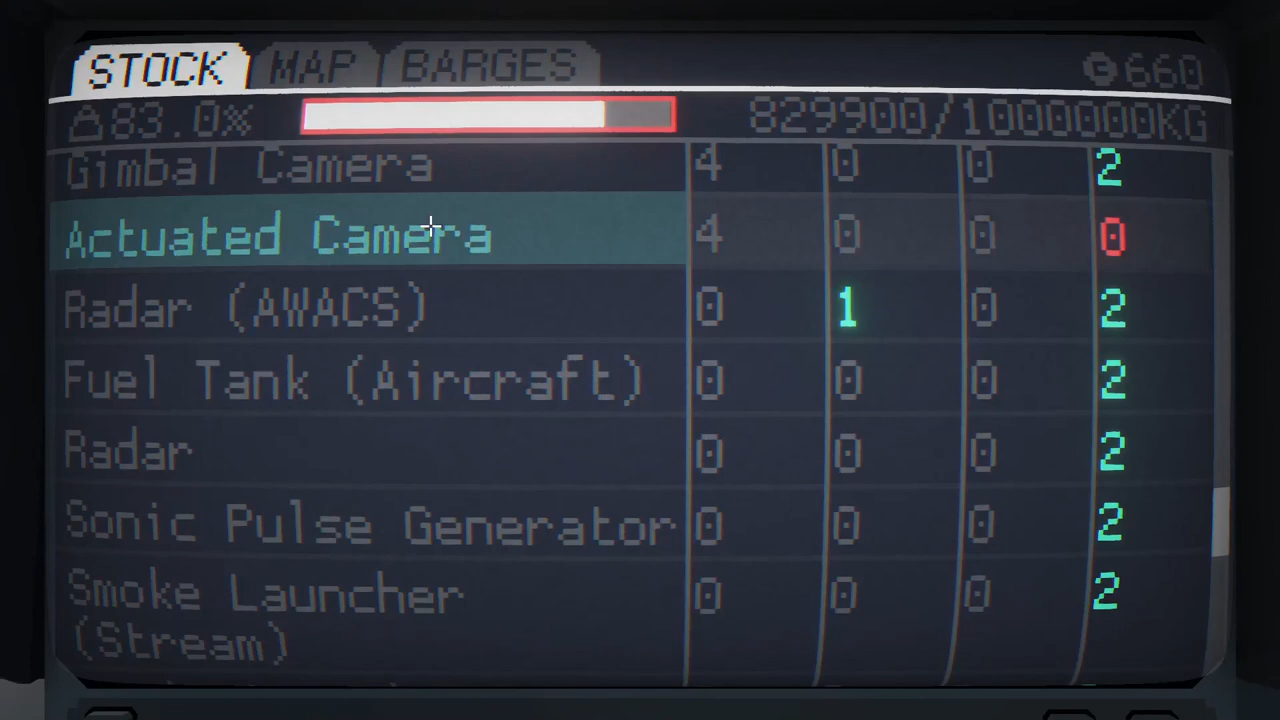 STOCK MAP BARGES 660
83.0% 829900/1000000KG
Gimbal Camera 4 0 0 2
Actuated Camera 4 0 0 0
Radar (AWACS) 0 1 0 2
Fuel Tank (Aircraft) 0 0 0 2
Radar 0 0 0 2
Sonic Pulse Generator 0 0 0 2
Smoke Launcher 0 0 0 2
(Stream)